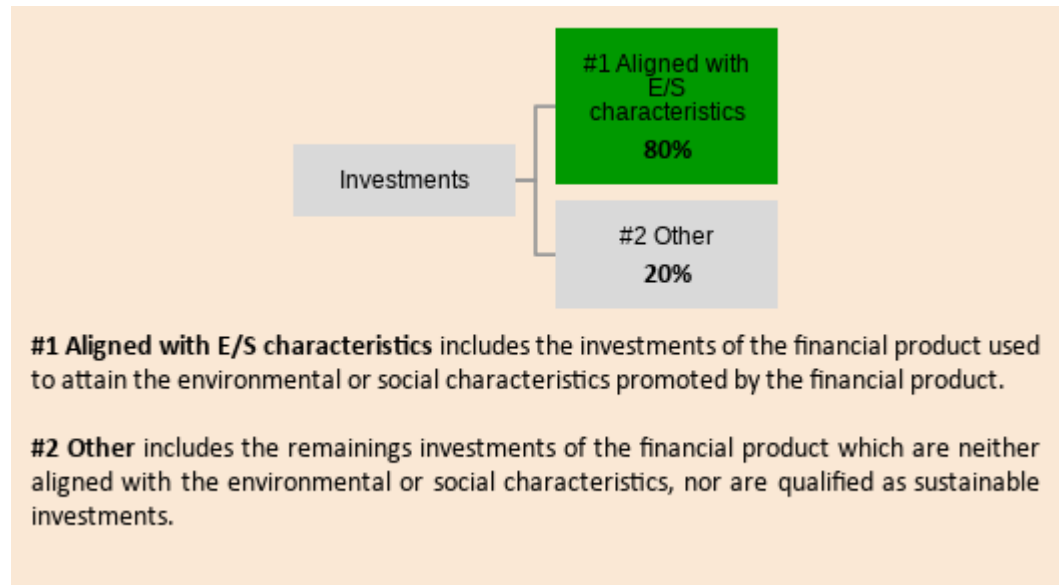 #1 Aligned with
E/S
characteristics
80%
Investments
#2 Other
20%
#1 Aligned with E/S characteristics includes the investments of the financial product used
to attain the environmental or social characteristics promoted by the financial product.
#2 Other includes the remainings investments of the financial product which are neither
aligned with the environmental or social characteristics, nor are qualified as sustainable
investments.